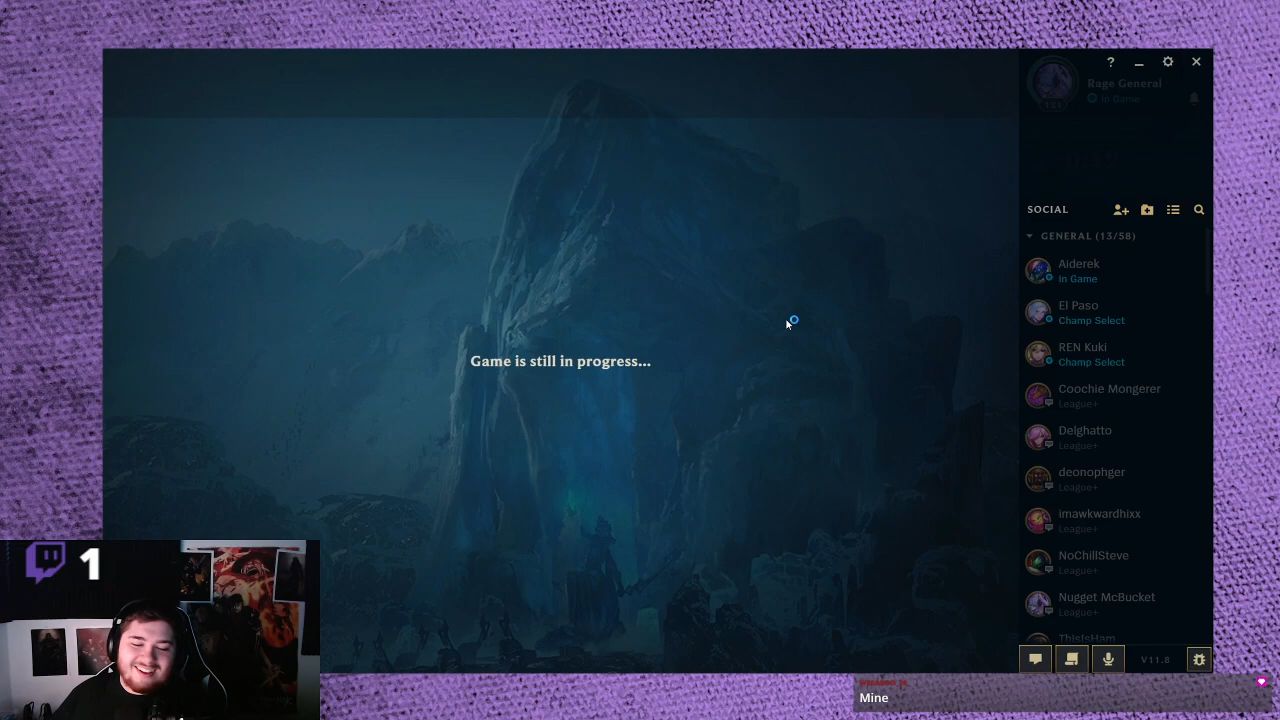 Rage General
121
In Game
SOCIAL
GENERAL (13/58)
Aiderek
In Game
El Paso
Champ Select
REN Kuki
Champ Select
Coochie Mongerer
League+
Delghatto
League+
deonophger
League+
imawkwardhixx
League+
NoChillSteve
League+
Nugget McBucket
League+
ThisIsHam
V11.8
Game is still in progress...
1
Mine